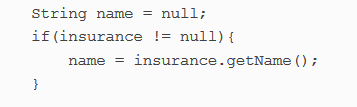 String name = null;
if(insurance != null){
    name = insurance.getName();
}